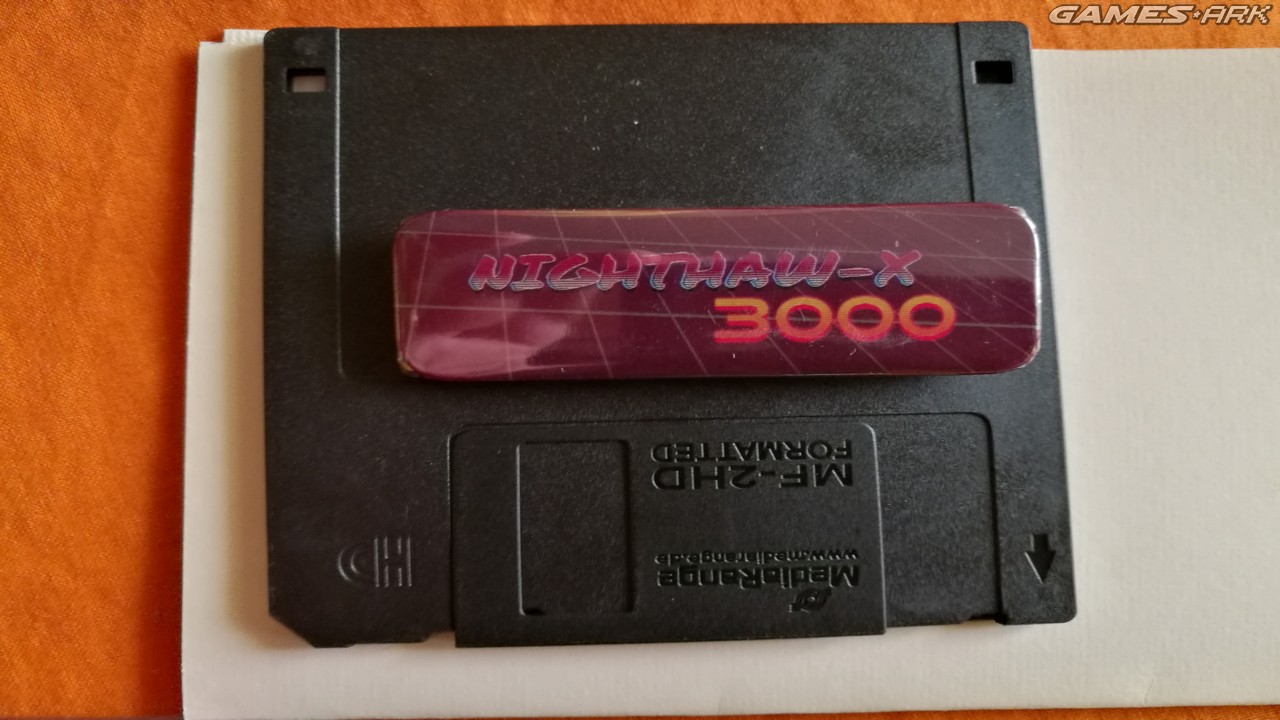 GAMES★ARK
NIGHTHAW-X
3000
MF-2HD
FORMATTED
MediaRange
www.mediarange.de
HD